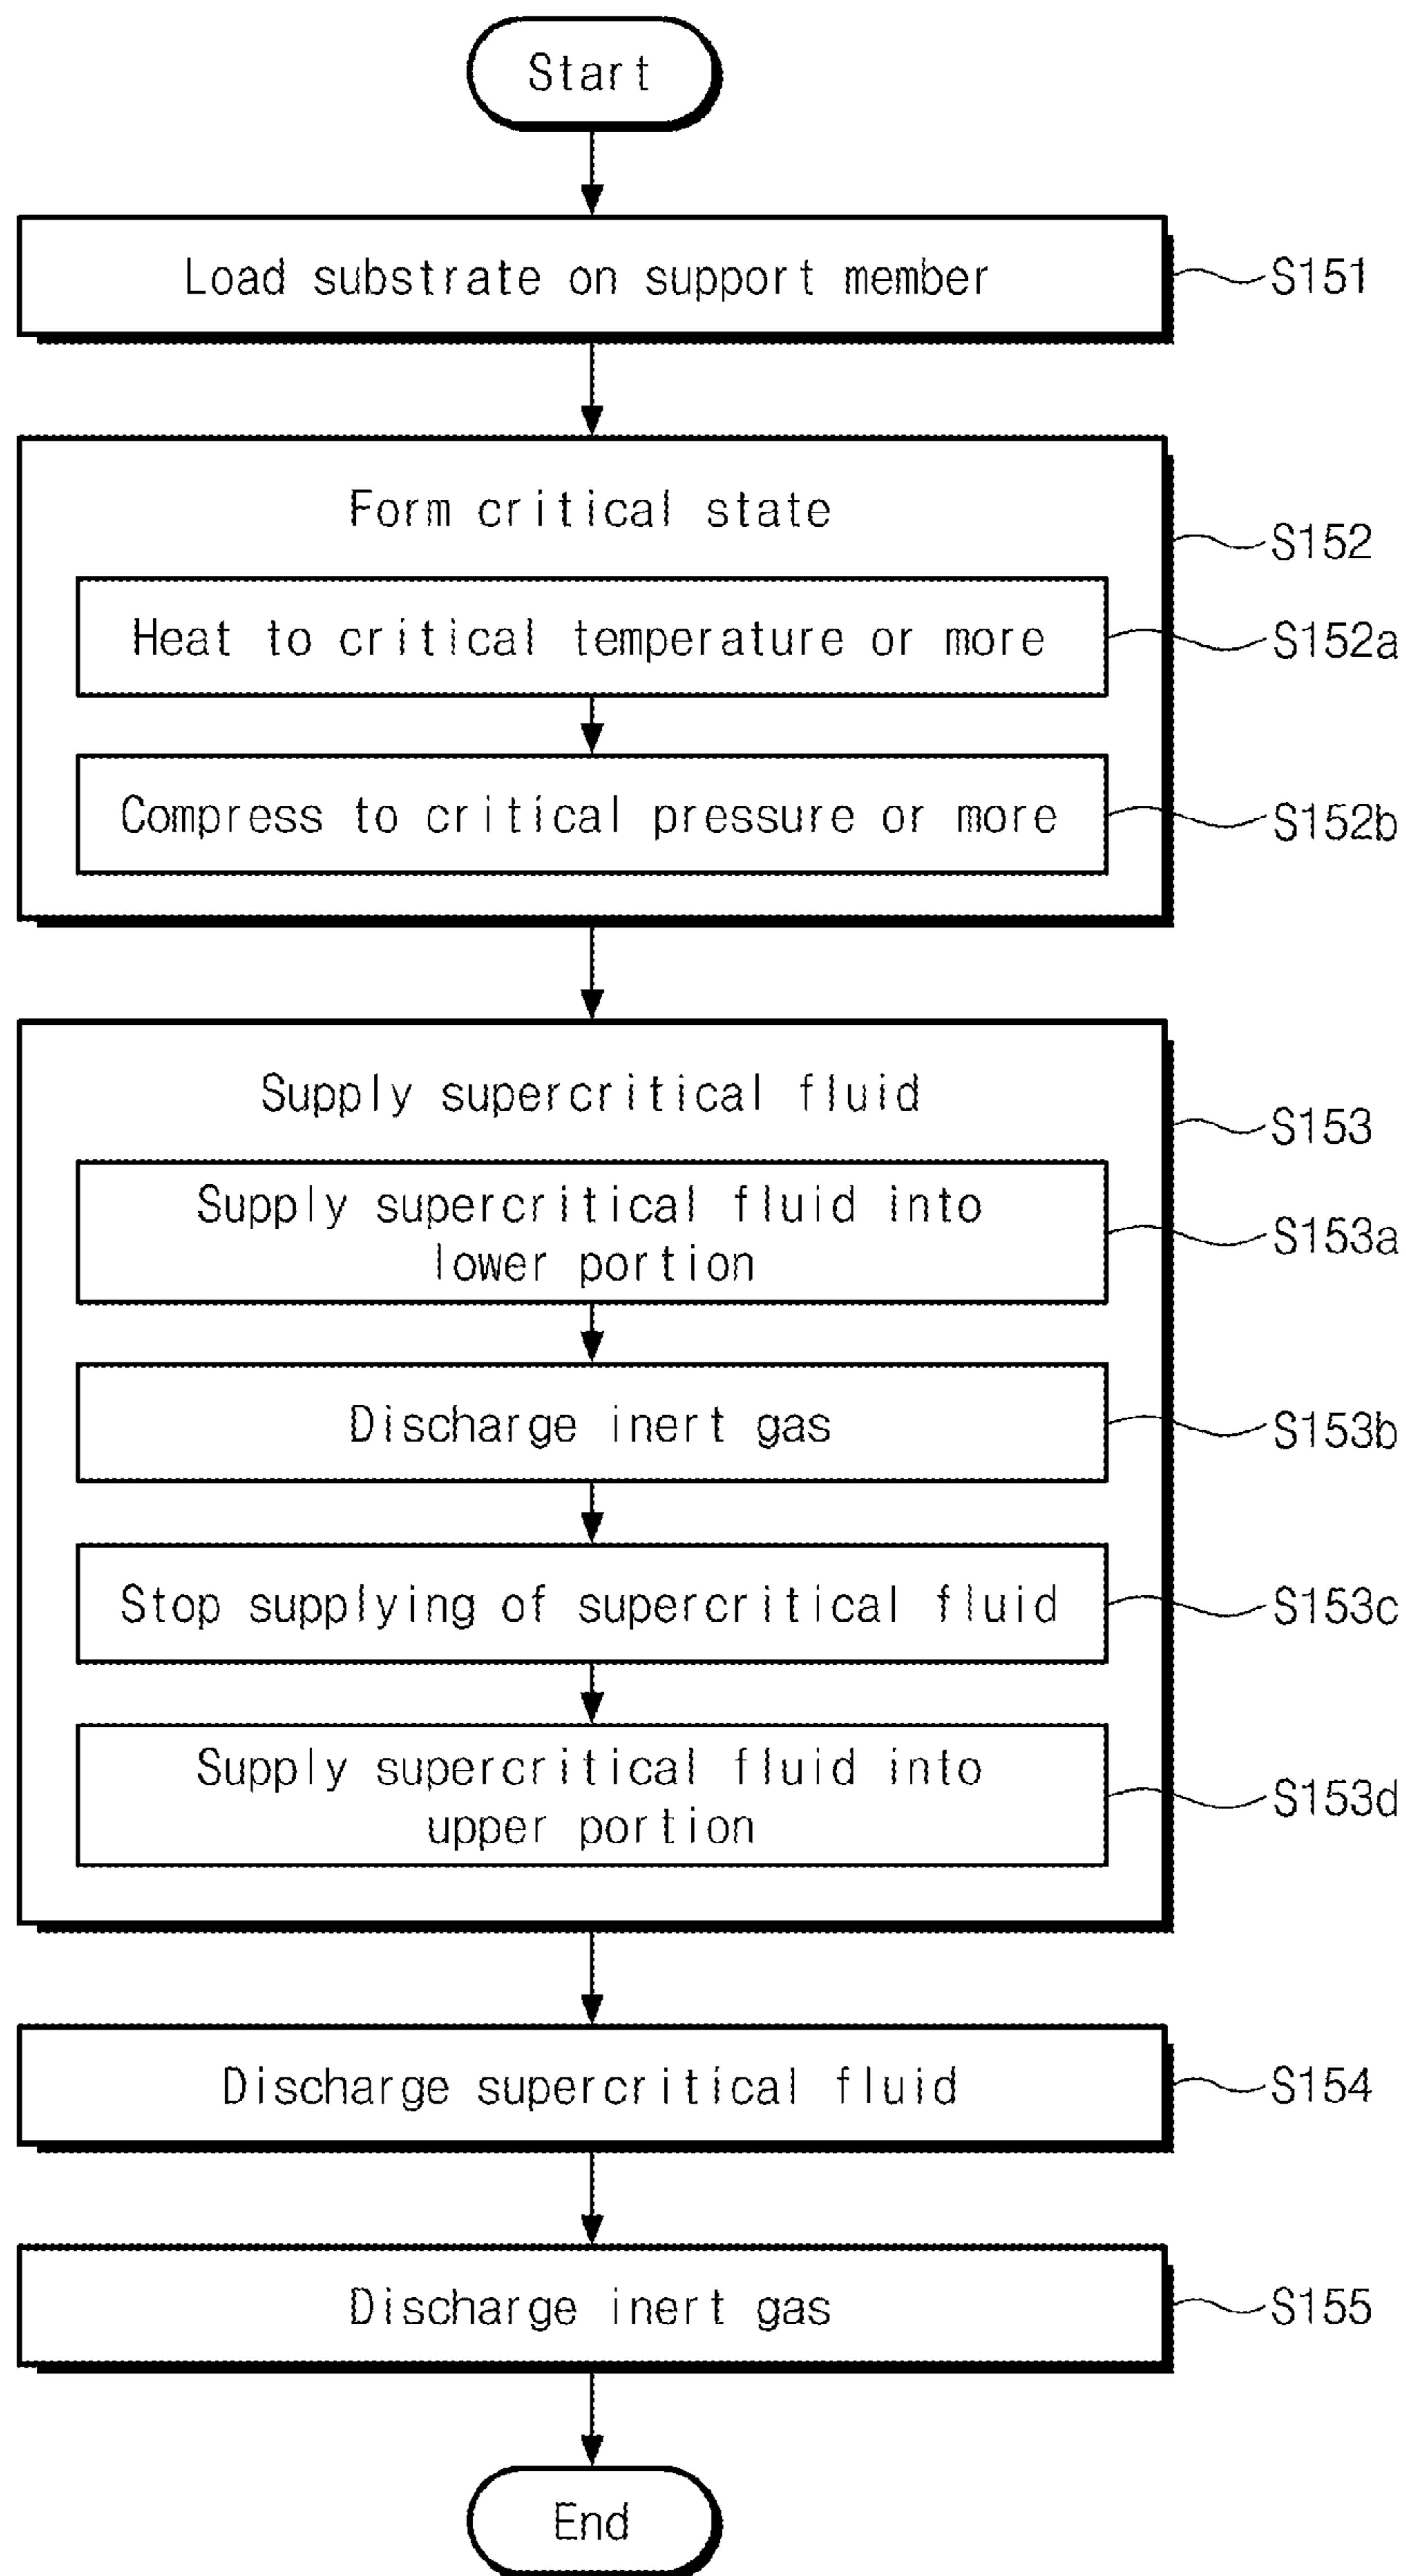 Start
Load substrate on support member
S151
Form critical state
S152
Heat to critical temperature or more
S152a
Compress to critical pressure or more
S152b
Supply supercritical fluid
S153
Supply supercritical fluid into
lower portion
S153a
Discharge inert gas
S153b
Stop supplying of supercritical fluid
S153c
Supply supercritical fluid into
upper portion
S153d
Discharge supercritical fluid
S154
Discharge inert gas
S155
End